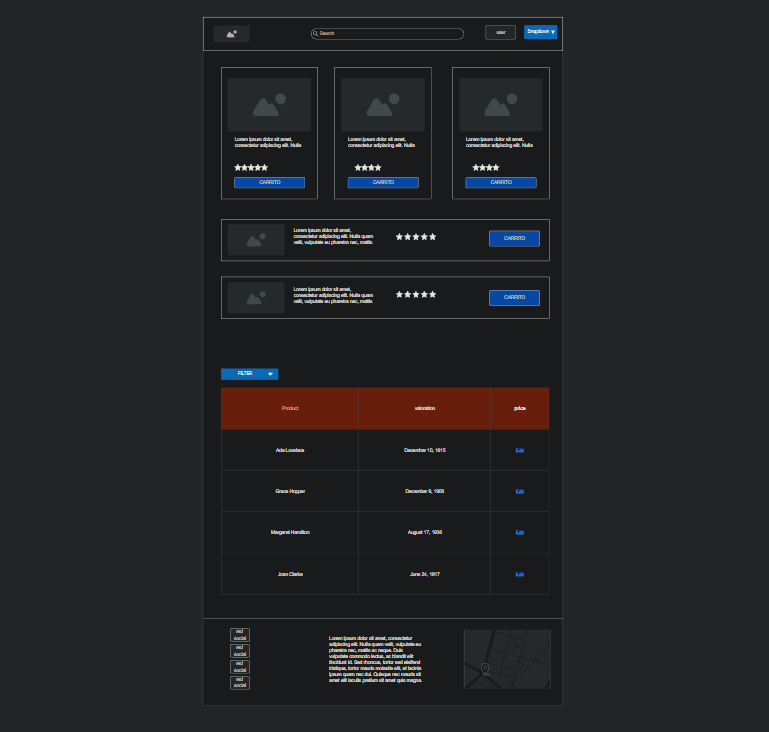 Search
user
Dropdown
Lorem ipsum dolor sit amet,
consectetur adipiscing elit. Nulla
CARRITO
Lorem ipsum dolor sit amet,
consectetur adipiscing elit. Nulla
CARRITO
Lorem ipsum dolor sit amet,
consectetur adipiscing elit. Nulla
CARRITO
Lorem ipsum dolor sit amet,
consectetur adipiscing elit. Nulla quam
velit, vulputate eu pharetra nec, mattis
CARRITO
Lorem ipsum dolor sit amet,
consectetur adipiscing elit. Nulla quam
velit, vulputate eu pharetra nec, mattis
CARRITO
FILTER
Product
valoration
price
Ada Lovelace
December 10, 1815
Edit
Grace Hopper
December 9, 1906
Edit
Margaret Hamilton
August 17, 1936
Edit
Joan Clarke
June 24, 1917
Edit
red
social
red
social
red
social
red
social
Lorem ipsum dolor sit amet, consectetur
adipiscing elit. Nulla quam velit, vulputate eu
pharetra nec, mattis ac neque. Duis
vulputate commodo lectus, ac blandit elit
tincidunt id. Sed rhoncus, tortor sed eleifend
tristique, tortor mauris molestie elit, et lacinia
ipsum quam nec dui. Quisque nec mauris sit
amet elit iaculis pretium sit amet quis magna.